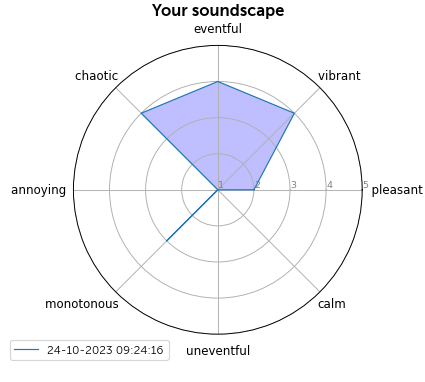 Your soundscape
eventful
chaotic
vibrant
annoying
1 2 3 4 5
pleasant
monotonous
calm
uneventful
24-10-2023 09:24:16